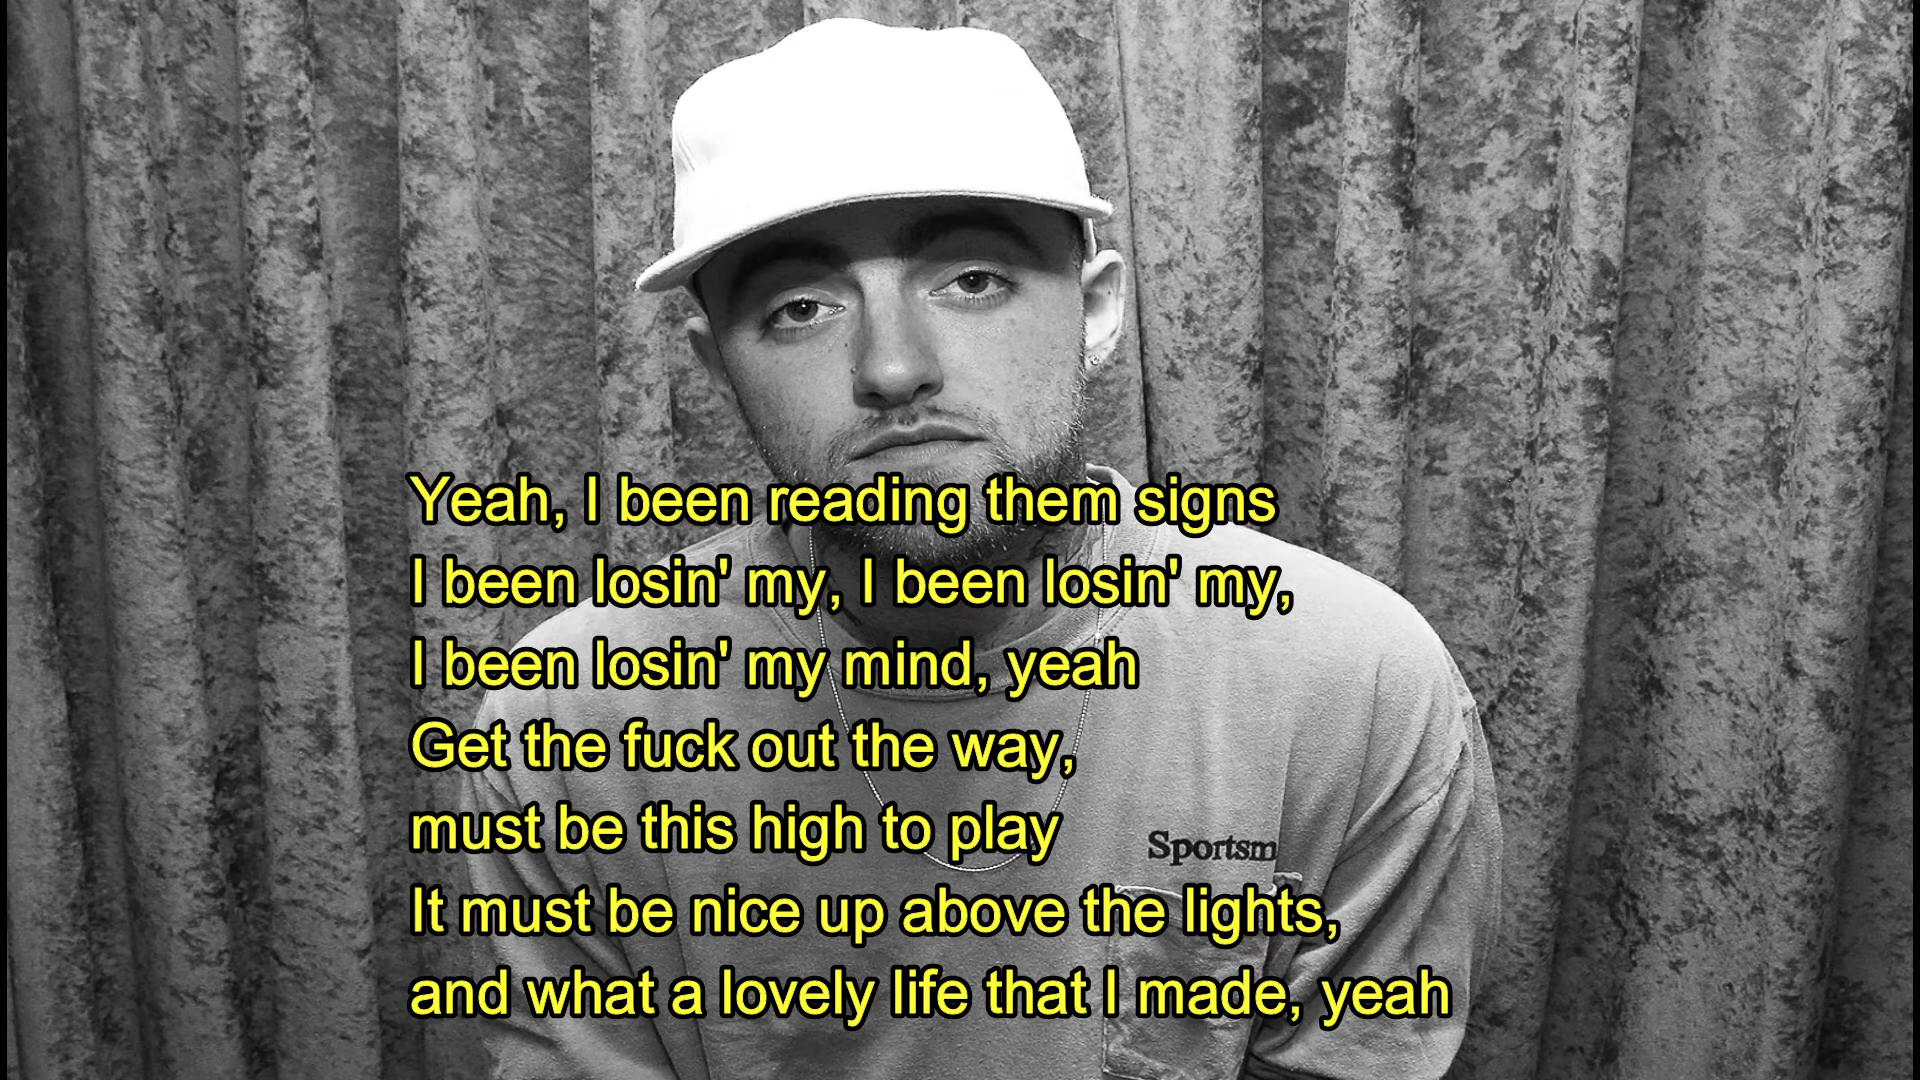 Yeah, I been reading them signs
I been losin' my, I been losin' my,
I been losin' my mind, yeah
Get the fuck out the way,
must be this high to play
Sportsm
It must be nice up above the lights,
and what a lovely life that I made, yeah